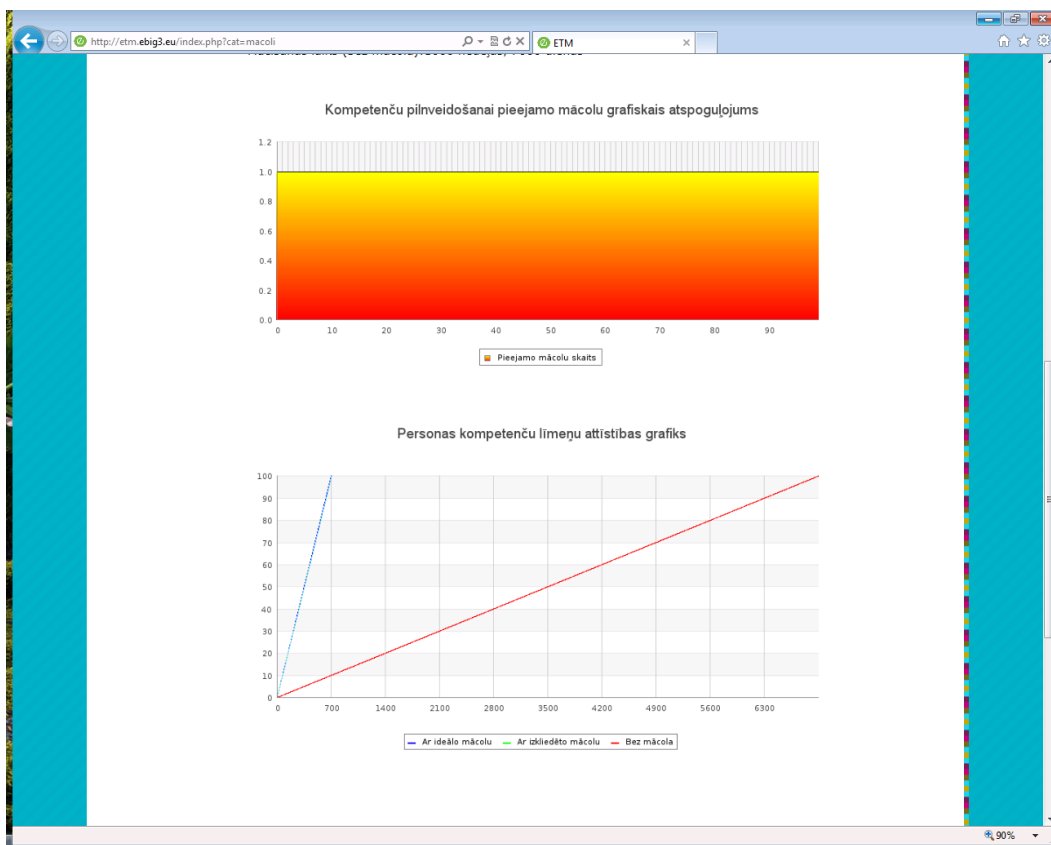 http://etm.ebig3.eu/index.php?cat=macoli
ETM
Kompetenču pilnveidošanai pieejamo mācolu grafiskais atspoguļojums
1.2
1.0
0.8
0.6
0.4
0.2
0.0
0 10 20 30 40 50 60 70 80 90
Pieejamo mācolu skaits
Personas kompetenču līmeņu attīstības grafiks
100
90
80
70
60
50
40
30
20
10
0
0 700 1400 2100 2800 3500 4200 4900 5600 6300
Ar ideālo mācolu Ar izkliedēto mācolu Bez mācola
90%